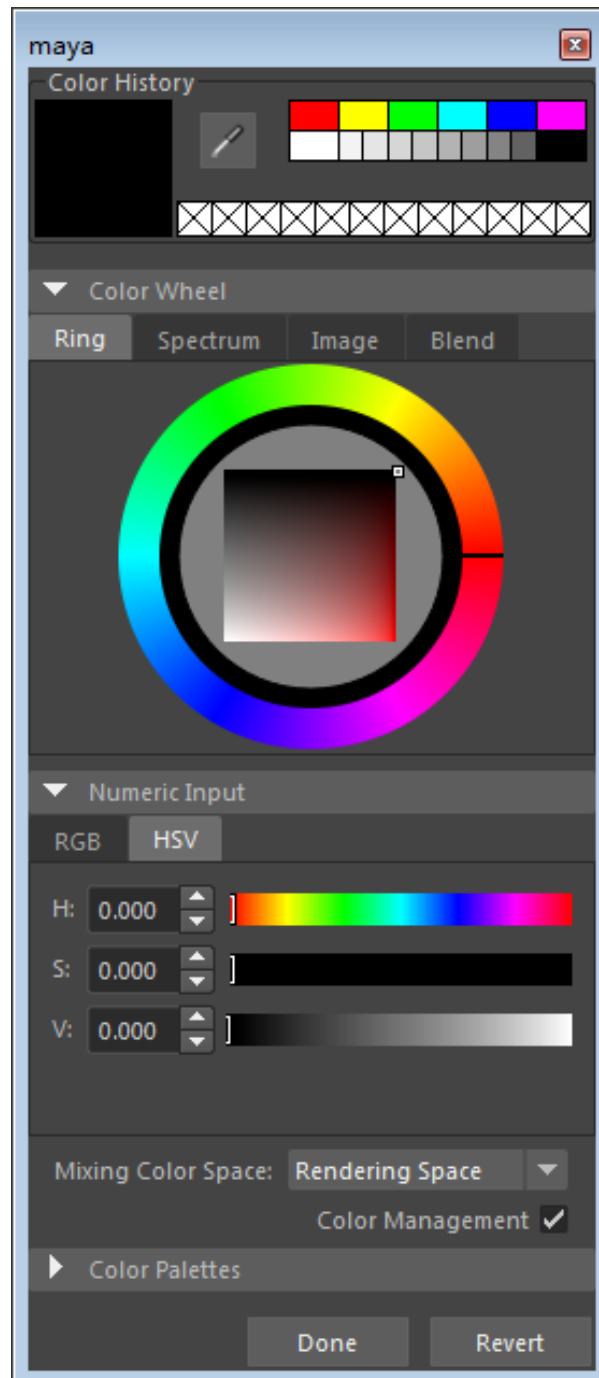 maya
Color History
Color Wheel
Ring Spectrum Image Blend
Numeric Input
RGB HSV
H: 0.000
S: 0.000
V: 0.000
Mixing Color Space: Rendering Space
Color Management
Color Palettes
Done Revert